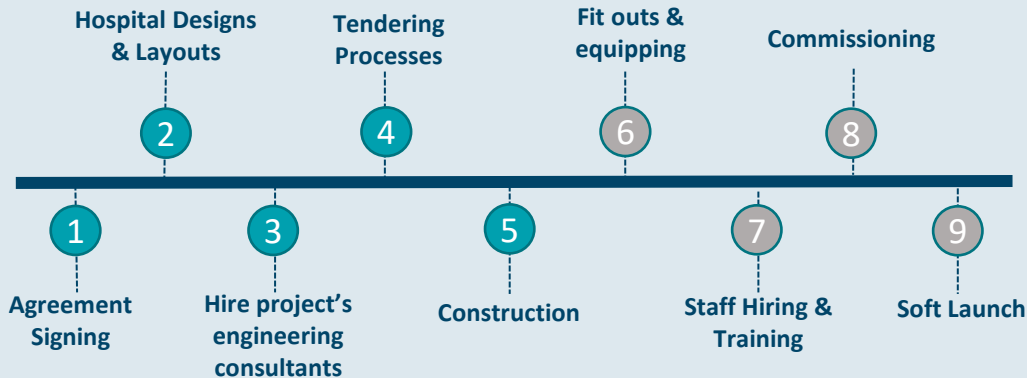 Hospital Designs
& Layouts
Tendering
Processes
Fit outs &
equipping
Commissioning
2
4
6
8
1
3
5
7
9
Agreement
Signing
Hire project’s
engineering
consultants
Construction
Staff Hiring &
Training
Soft Launch